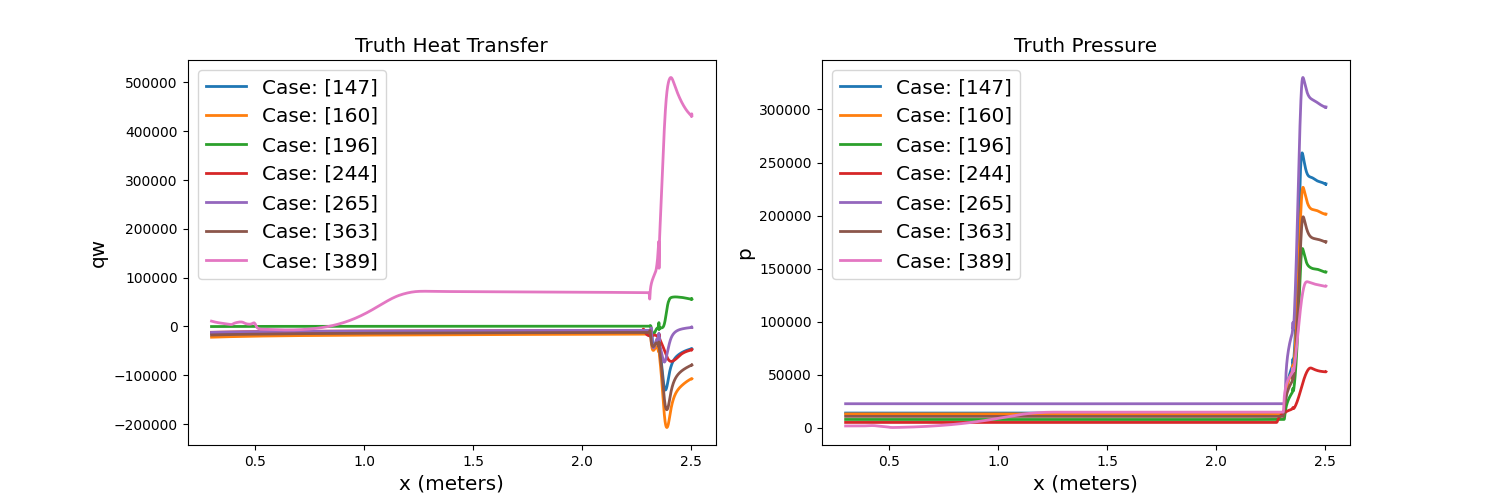 Truth Heat Transfer
qw
500000
400000
300000
200000
100000
0
−100000
−200000
Case: [147]
Case: [160]
Case: [196]
Case: [244]
Case: [265]
Case: [363]
Case: [389]
0.5
1.0
1.5
2.0
2.5
x (meters)
Truth Pressure
p
300000
250000
200000
150000
100000
50000
0
Case: [147]
Case: [160]
Case: [196]
Case: [244]
Case: [265]
Case: [363]
Case: [389]
0.5
1.0
1.5
2.0
2.5
x (meters)